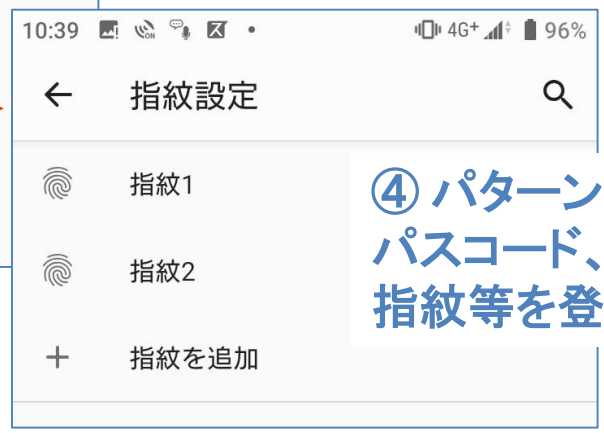 10:39 4G+ 96%
指紋設定
指紋1
指紋2
指紋を追加
④ パターン
パスコード、
指紋等を登